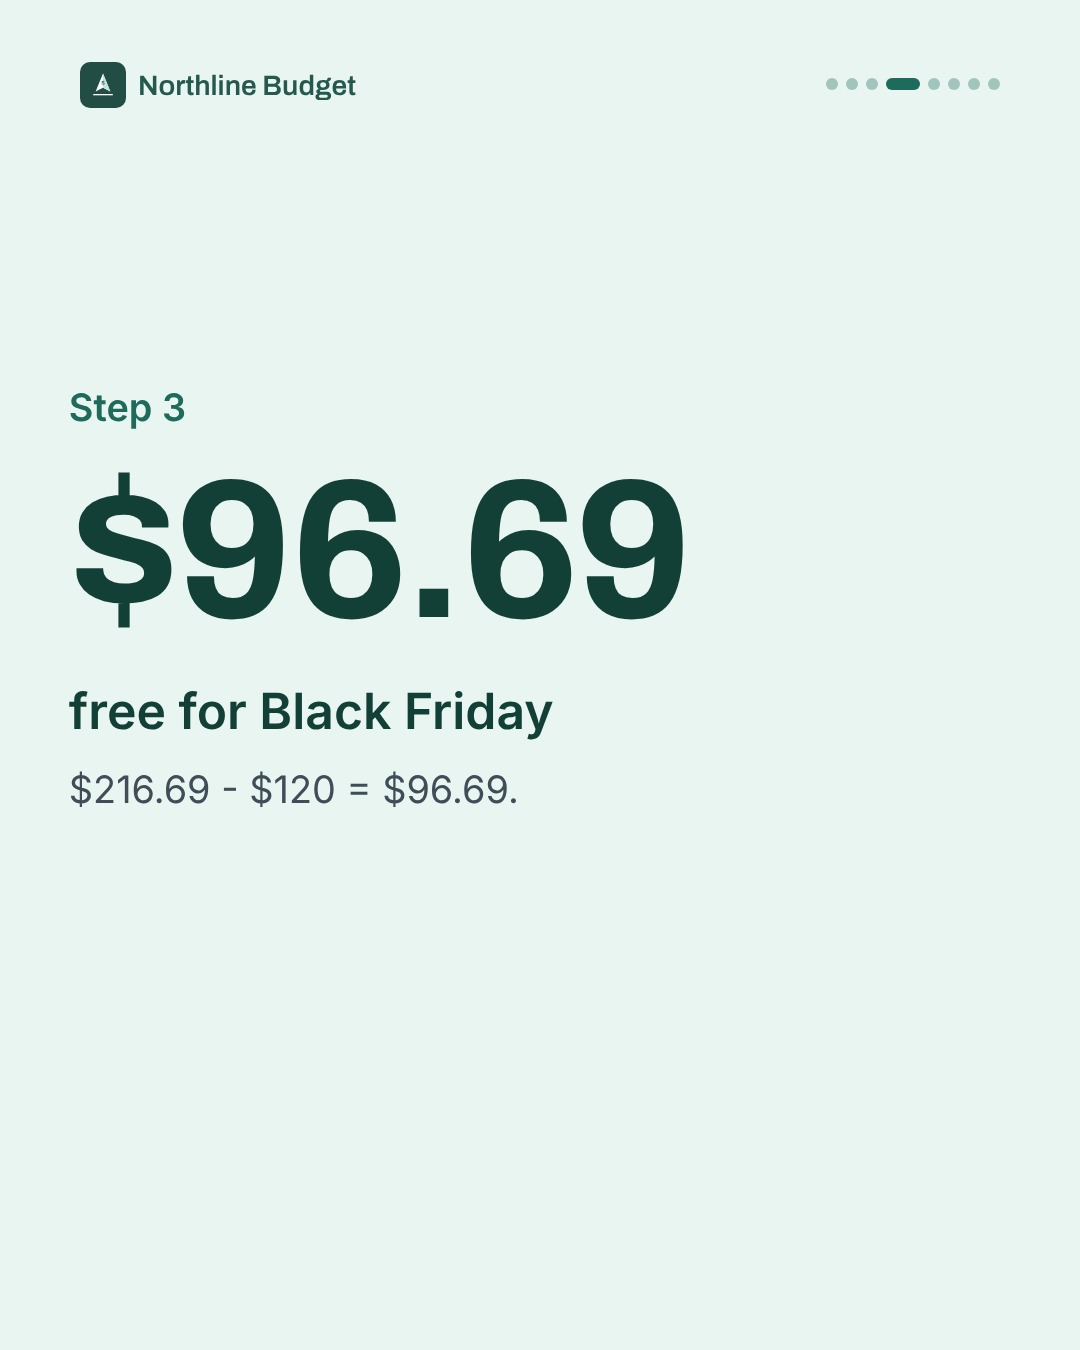 Northline Budget
Step 3
$96.69
free for Black Friday
$216.69 - $120 = $96.69.